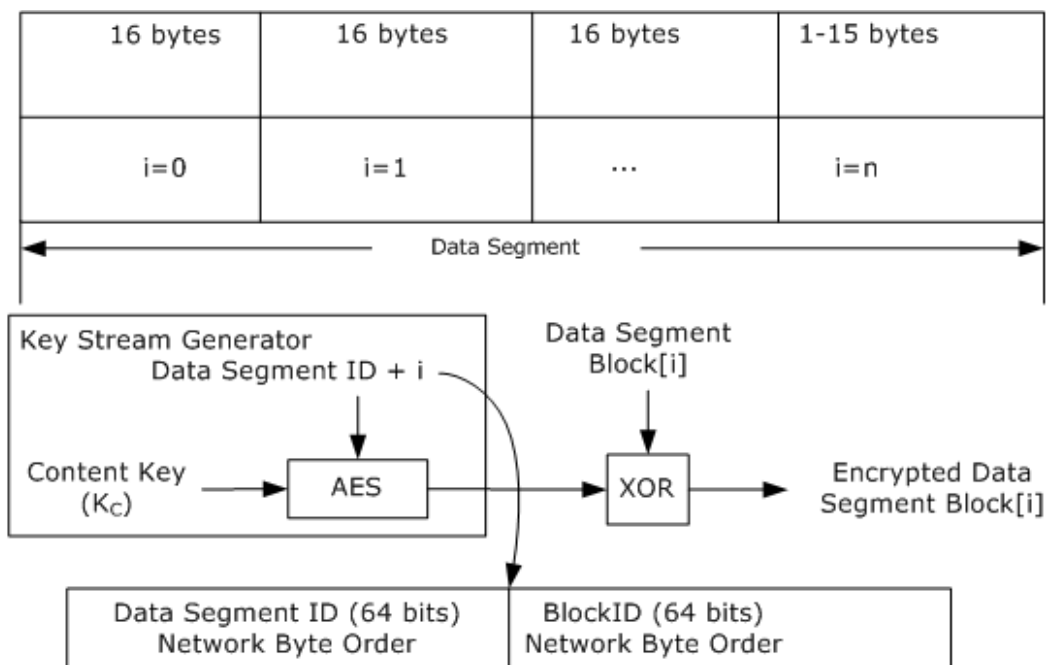 16 bytes 16 bytes 16 bytes 1-15 bytes
i=0 i=1 ... i=n
Data Segment
Key Stream Generator
Data Segment ID + i
Data Segment
Block[i]
Content Key
(KC)
AES
XOR
Encrypted Data
Segment Block[i]
Data Segment ID (64 bits)
Network Byte Order
BlockID (64 bits)
Network Byte Order